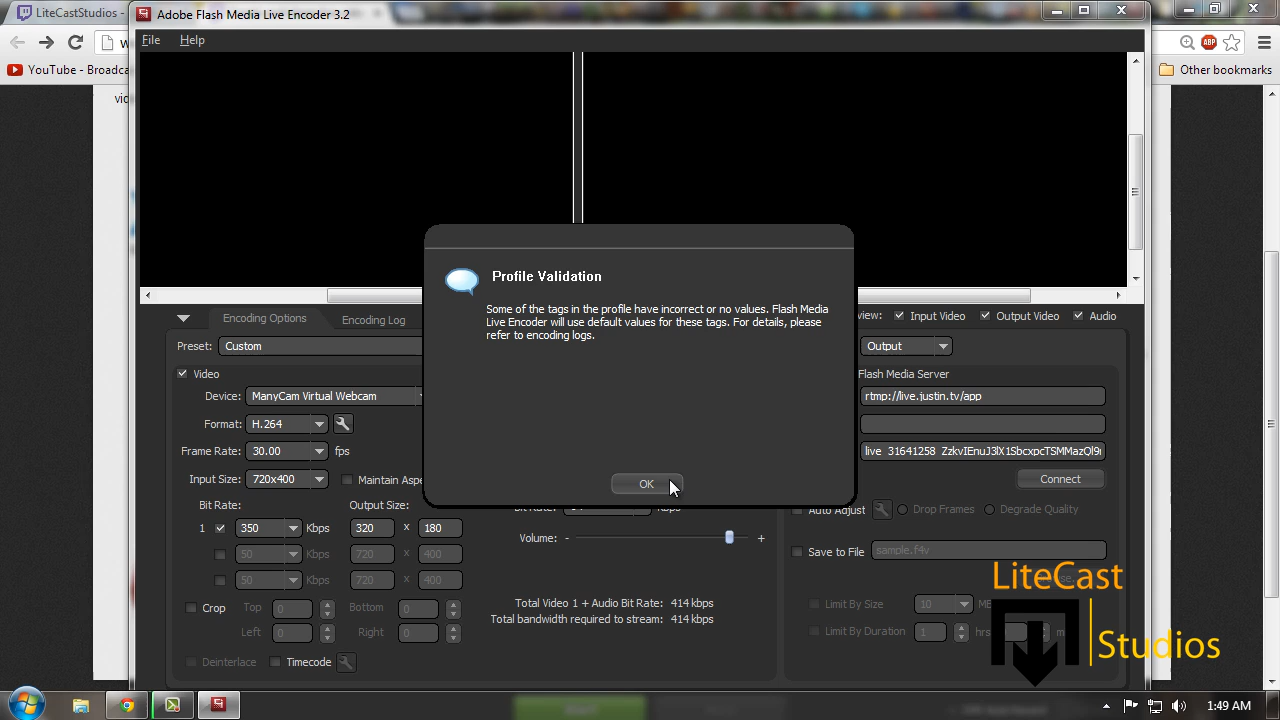 LiteCastStudios -
Adobe Flash Media Live Encoder 3.2
File Help
YouTube - Broadca
Other bookmarks
Profile Validation
Some of the tags in the profile have incorrect or no values. Flash Media
Live Encoder will use default values for these tags. For details, please
refer to encoding logs.
OK
Encoding Options
Encoding Log
Input Video
Output Video
Audio
Preset: Custom
Output
Video
Flash Media Server
Device: ManyCam Virtual Webcam
rtmp://live.justin.tv/app
Format: H.264
Frame Rate: 30.00 fps
Input Size: 720x400
Connect
Bit Rate: Output Size:
Auto Adjust
Drop Frames
Degrade Quality
1 350 Kbps 320 x 180
Volume: - +
50 Kbps 720 x 400
Save to File sample.f4v
50 Kbps 720 x 400
LiteCast
Studios
Crop Top 0 Bottom 0
Left 0 Right 0
Total Video 1 + Audio Bit Rate: 414 kbps
Total bandwidth required to stream: 414 kbps
Limit By Size 10
Limit By Duration 1 hrs
Deinterlace
Timecode
1:49 AM